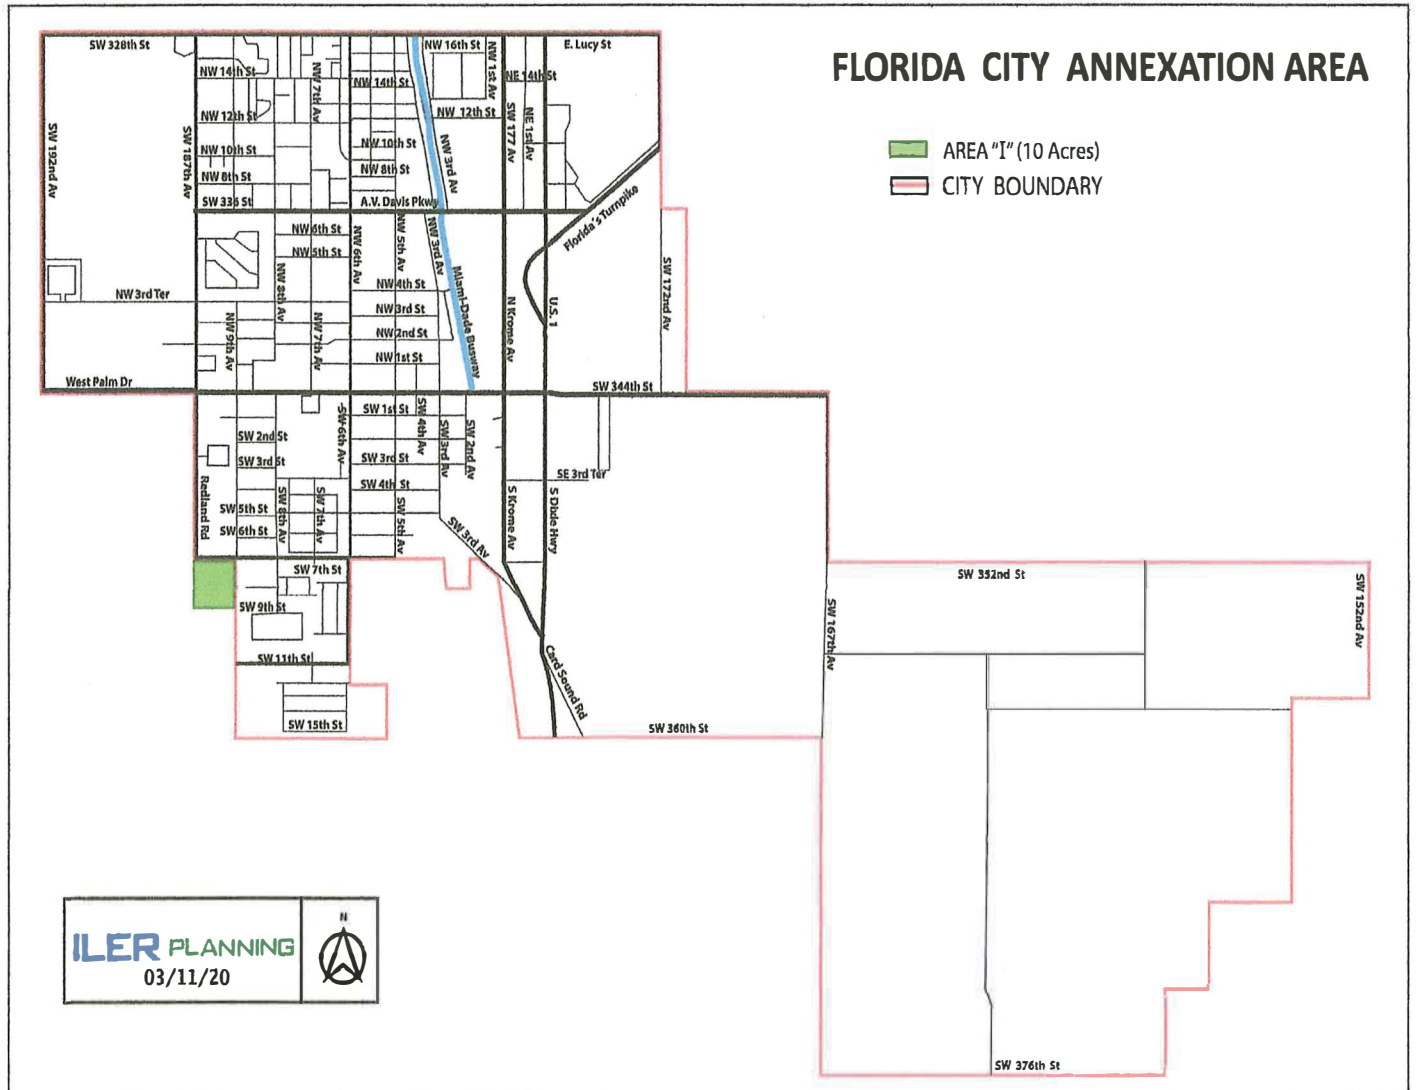 FLORIDA CITY ANNEXATION AREA
AREA "I" (10 Acres)
CITY BOUNDARY
SW 328th St
NW 16th St
E. Lucy St
NW 14th St
NW 7th Av
NW 14th St
NW 1st Av
NE 14th St
NW 12th St
NW 12th St
SW 177 Av
NE 1st Av
SW 192nd Av
SW 187th Av
NW 10th St
NW 10th St
NW 3rd Av
NW 8th St
NW 8th St
SW 336 St
A.V. Davis Pkwy
Florida's Turnpike
NW 6th St
NW 5th St
NW 6th Av
NW 5th Av
NW 3rd Av
NW 8th Av
Miami-Dade Busway
SW 172nd Av
NW 3rd Ter
NW 4th St
N Krome Av
U.S. 1
NW 9th Av
NW 7th Av
NW 3rd St
NW 2nd St
NW 1st St
West Palm Dr
SW 344th St
SW 6th Av
SW 1st St
SW 4th Av
SW 3rd Av
SW 2nd Av
SW 2nd St
SW 3rd St
SW 3rd St
SE 3rd Ter
Redland Rd
SW 8th Av
SW 7th Av
SW 4th St
SW 5th Av
S Krome Av
S Dixie Hwy
SW 5th St
SW 6th St
SW 3rd Av
SW 7th St
SW 352nd St
SW 152nd Av
SW 9th St
SW 167th Av
SW 11th St
Card Sound Rd
SW 15th St
SW 360th St
ILER PLANNING
03/11/20
N
SW 376th St